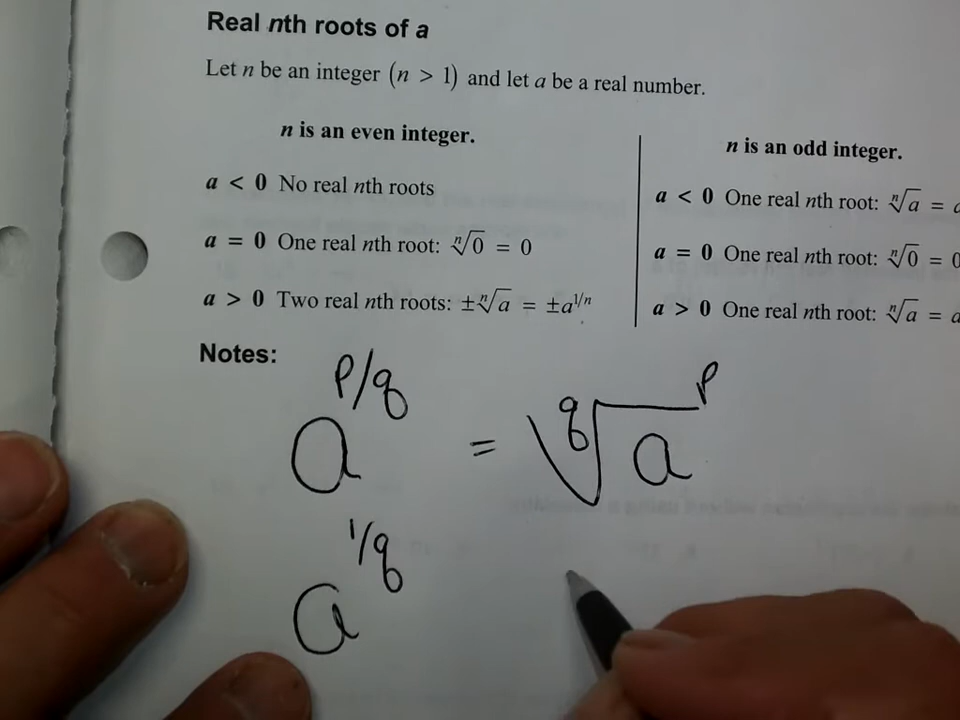 Real nth roots of a
Let n be an integer (n > 1) and let a be a real number.
n is an even integer.
a < 0 No real nth roots
a = 0 One real nth root: ⁿ√0 = 0
a > 0 Two real nth roots: ±ⁿ√a = ±a^1/n
n is an odd integer.
a < 0 One real nth root: ⁿ√a = a
a = 0 One real nth root: ⁿ√0 = 0
a > 0 One real nth root: ⁿ√a = a
Notes:
a^p/q = q√a^p
a^1/q